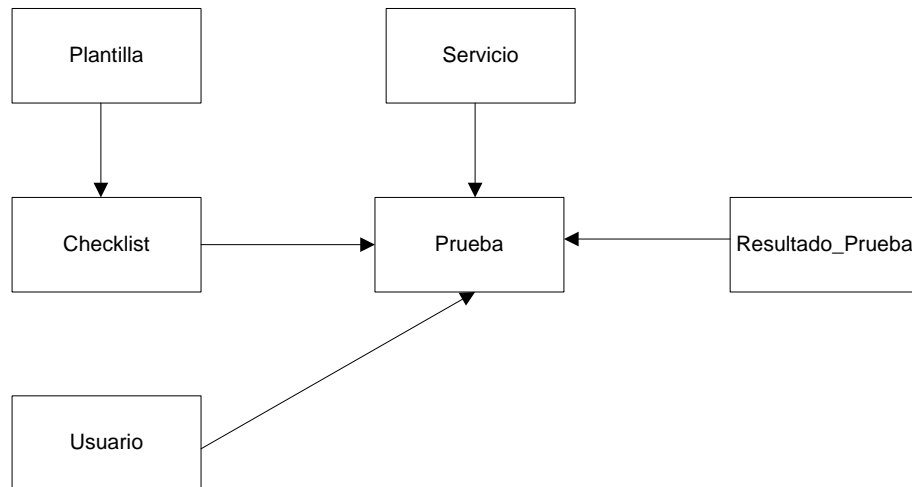 Plantilla
Servicio
Checklist
Prueba
Resultado_Prueba
Usuario